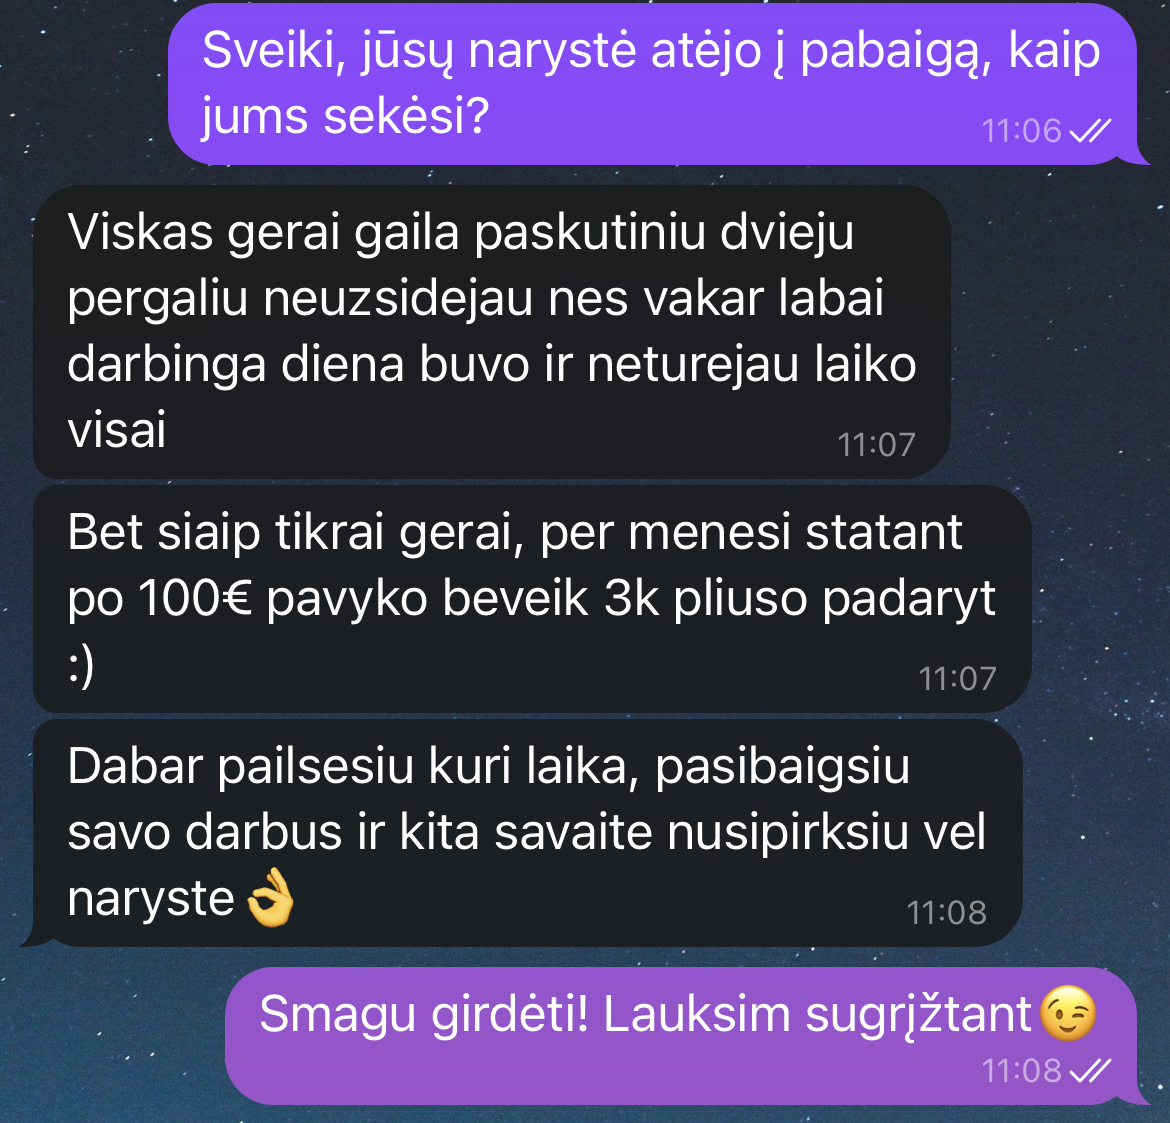 Sveiki, jūsų narystė atėjo į pabaigą, kaip
jums sekėsi?
11:06
Viskas gerai gaila paskutiniu dvieju
pergaliu neuzsidejau nes vakar labai
darbinga diena buvo ir neturejau laiko
visai
11:07
Bet siaip tikrai gerai, per menesi statant
po 100€ pavyko beveik 3k pliuso padaryt
:)
11:07
Dabar pailsesiu kuri laika, pasibaigsiu
savo darbus ir kita savaite nusipirksiu vel
naryste👌
11:08
Smagu girdėti! Lauksim sugrįžtant😉
11:08